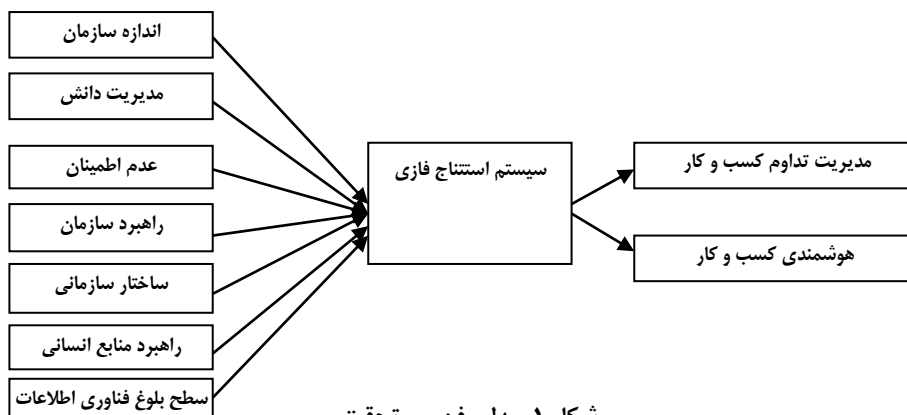 اندازه سازمان
مدیریت دانش
عدم اطمینان
راهبرد سازمان
ساختار سازمانی
راهبرد منابع انسانی
سطح بلوغ فناوری اطلاعات
سیستم استنتاج فازی
مدیریت تداوم کسب و کار
هوشمندی کسب و کار